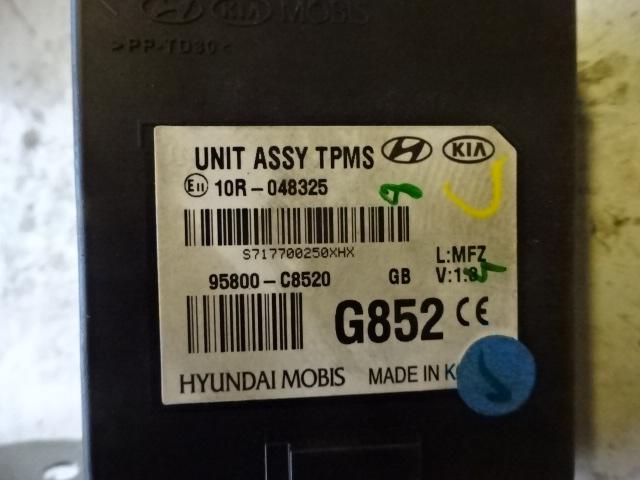 KIA MOBIS
>PP-TD30<
UNIT ASSY TPMS KIA
E11 10R-048325
S717700250XHX
L:MFZ
95800-C8520 GB
G852 CE
HYUNDAI MOBIS MADE IN